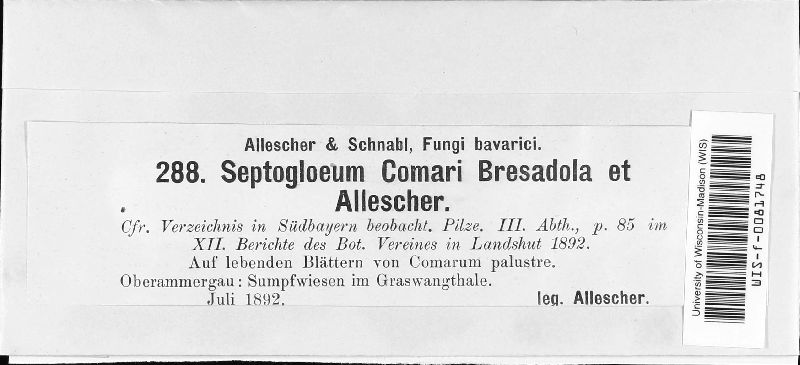 Allescher & Schnabl, Fungi bavarici.
288. Septogloeum Comari Bresadola et
Allescher.
Cfr. Verzeichnis in Südbayern beobacht. Pilze. III. Abth., p. 85 im
XII. Berichte des Bot. Vereines in Landshut 1892.
Auf lebenden Blättern von Comarum palustre.
Oberammergau: Sumpfwiesen im Graswangthale.
Juli 1892. leg. Allescher.
University of Wisconsin-Madison (WIS)
WIS-f-0081748